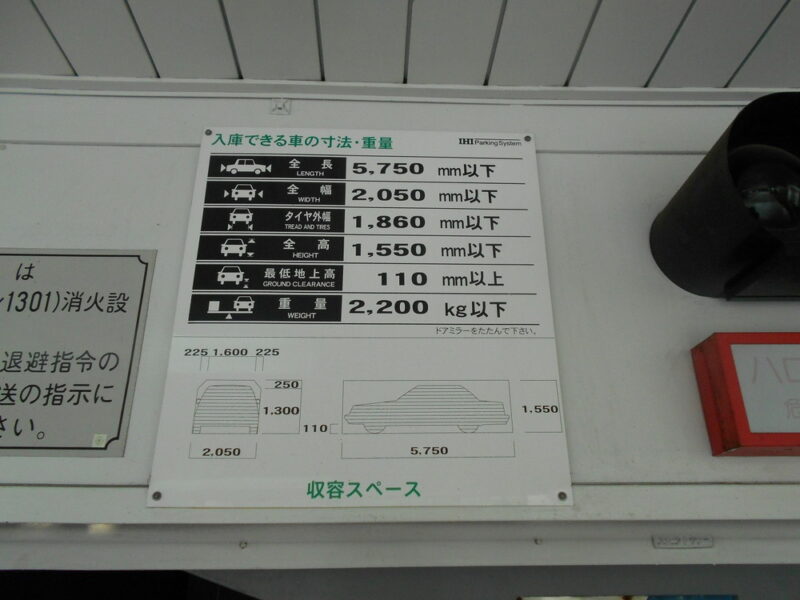 入庫できる車の寸法・重量
IHI Parking System
全長 LENGTH 5,750 mm以下
全幅 WIDTH 2,050 mm以下
タイヤ外幅 TREAD AND TIRES 1,860 mm以下
全高 HEIGHT 1,550 mm以下
最低地上高 GROUND CLEARANCE 110 mm以上
重量 WEIGHT 2,200 kg以下
ドアミラーをたたんで下さい。
225 1,600 225
250
1,300
110
1,550
2,050
5,750
収容スペース
は
1301)消火設
退避指令の
送の指示に
さい。
ハロ
危